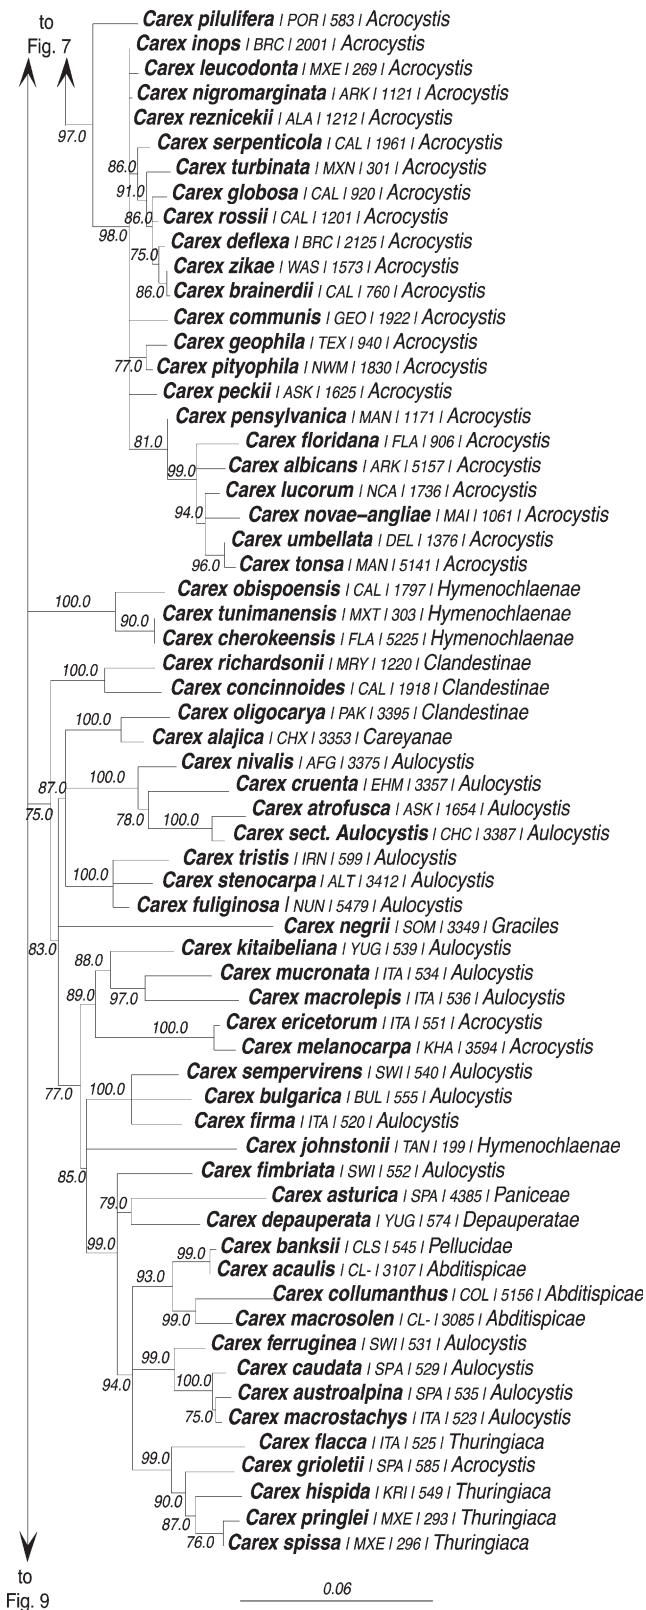 to
Fig. 7
Carex pilulifera | POR | 583 | Acrocystis
Carex inops | BRC | 2001 | Acrocystis
Carex leucodonta | MXE | 269 | Acrocystis
Carex nigromarginata | ARK | 1121 | Acrocystis
Carex reznicekii | ALA | 1212 | Acrocystis
97.0
Carex serpenticola | CAL | 1961 | Acrocystis
86.0
Carex turbinata | MXN | 301 | Acrocystis
91.0
Carex globosa | CAL | 920 | Acrocystis
86.0
Carex rossii | CAL | 1201 | Acrocystis
98.0
Carex deflexa | BRC | 2125 | Acrocystis
75.0
Carex zikae | WAS | 1573 | Acrocystis
86.0
Carex brainerdii | CAL | 760 | Acrocystis
Carex communis | GEO | 1922 | Acrocystis
Carex geophila | TEX | 940 | Acrocystis
77.0
Carex pityophila | NWM | 1830 | Acrocystis
Carex peckii | ASK | 1625 | Acrocystis
Carex pensylvanica | MAN | 1171 | Acrocystis
81.0
Carex floridana | FLA | 906 | Acrocystis
99.0
Carex albicans | ARK | 5157 | Acrocystis
Carex lucorum | NCA | 1736 | Acrocystis
94.0
Carex novae–angliae | MAI | 1061 | Acrocystis
Carex umbellata | DEL | 1376 | Acrocystis
96.0
Carex tonsa | MAN | 5141 | Acrocystis
Carex obispoensis | CAL | 1797 | Hymenochlaenae
100.0
Carex tunimanensis | MXT | 303 | Hymenochlaenae
90.0
Carex cherokeensis | FLA | 5225 | Hymenochlaenae
Carex richardsonii | MRY | 1220 | Clandestinae
100.0
Carex concinnoides | CAL | 1918 | Clandestinae
Carex oligocarya | PAK | 3395 | Clandestinae
100.0
Carex alajica | CHX | 3353 | Careyanae
Carex nivalis | AFG | 3375 | Aulocystis
100.0
87.0
Carex cruenta | EHM | 3357 | Aulocystis
75.0
Carex atrofusca | ASK | 1654 | Aulocystis
78.0
100.0
Carex sect. Aulocystis | CHC | 3387 | Aulocystis
Carex tristis | IRN | 599 | Aulocystis
100.0
Carex stenocarpa | ALT | 3412 | Aulocystis
Carex fuliginosa | NUN | 5479 | Aulocystis
Carex negrii | SOM | 3349 | Graciles
83.0
Carex kitaibeliana | YUG | 539 | Aulocystis
88.0
Carex mucronata | ITA | 534 | Aulocystis
89.0
97.0
Carex macrolepis | ITA | 536 | Aulocystis
Carex ericetorum | ITA | 551 | Acrocystis
100.0
Carex melanocarpa | KHA | 3594 | Acrocystis
Carex sempervirens | SWI | 540 | Aulocystis
77.0
100.0
Carex bulgarica | BUL | 555 | Aulocystis
Carex firma | ITA | 520 | Aulocystis
Carex johnstonii | TAN | 199 | Hymenochlaenae
85.0
Carex fimbriata | SWI | 552 | Aulocystis
79.0
Carex asturica | SPA | 4385 | Paniceae
Carex depauperata | YUG | 574 | Depauperatae
99.0
Carex banksii | CLS | 545 | Pellucidae
99.0
Carex acaulis | CL- | 3107 | Abditispicae
93.0
Carex collumanthus | COL | 5156 | Abditispicae
99.0
Carex macrosolen | CL- | 3085 | Abditispicae
Carex ferruginea | SWI | 531 | Aulocystis
99.0
Carex caudata | SPA | 529 | Aulocystis
94.0
100.0
Carex austroalpina | SPA | 535 | Aulocystis
75.0
Carex macrostachys | ITA | 523 | Aulocystis
Carex flacca | ITA | 525 | Thuringiaca
99.0
Carex grioletii | SPA | 585 | Acrocystis
Carex hispida | KRI | 549 | Thuringiaca
90.0
Carex pringlei | MXE | 293 | Thuringiaca
87.0
76.0
Carex spissa | MXE | 296 | Thuringiaca
to
Fig. 9
0.06